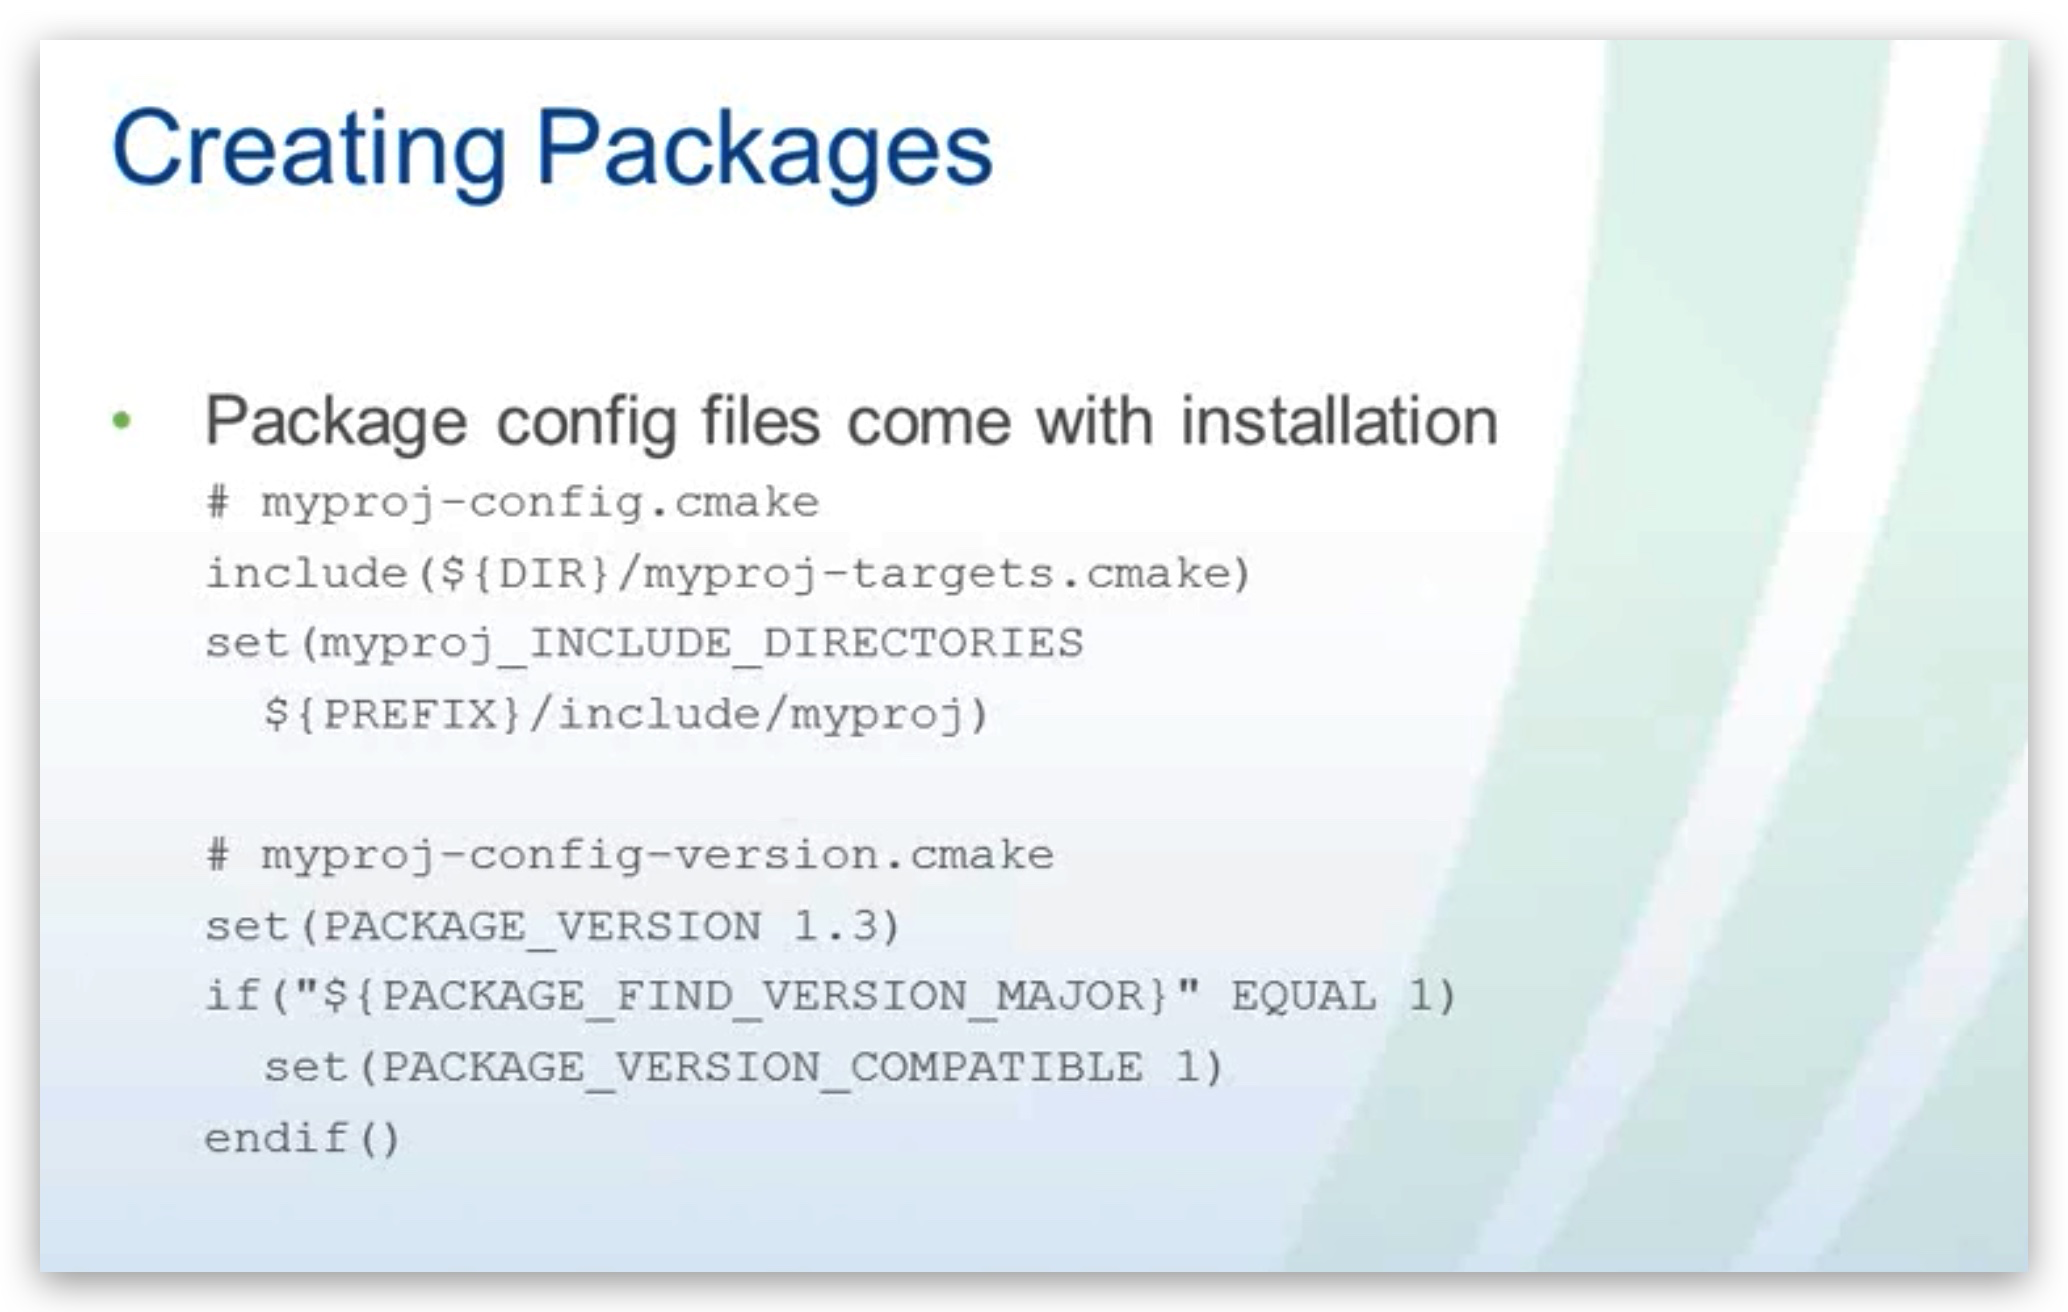 Creating Packages
• Package config files come with installation
# myproj-config.cmake
include(${DIR}/myproj-targets.cmake)
set(myproj_INCLUDE_DIRECTORIES
${PREFIX}/include/myproj)
# myproj-config-version.cmake
set(PACKAGE_VERSION 1.3)
if("${PACKAGE_FIND_VERSION_MAJOR}" EQUAL 1)
set(PACKAGE_VERSION_COMPATIBLE 1)
endif()